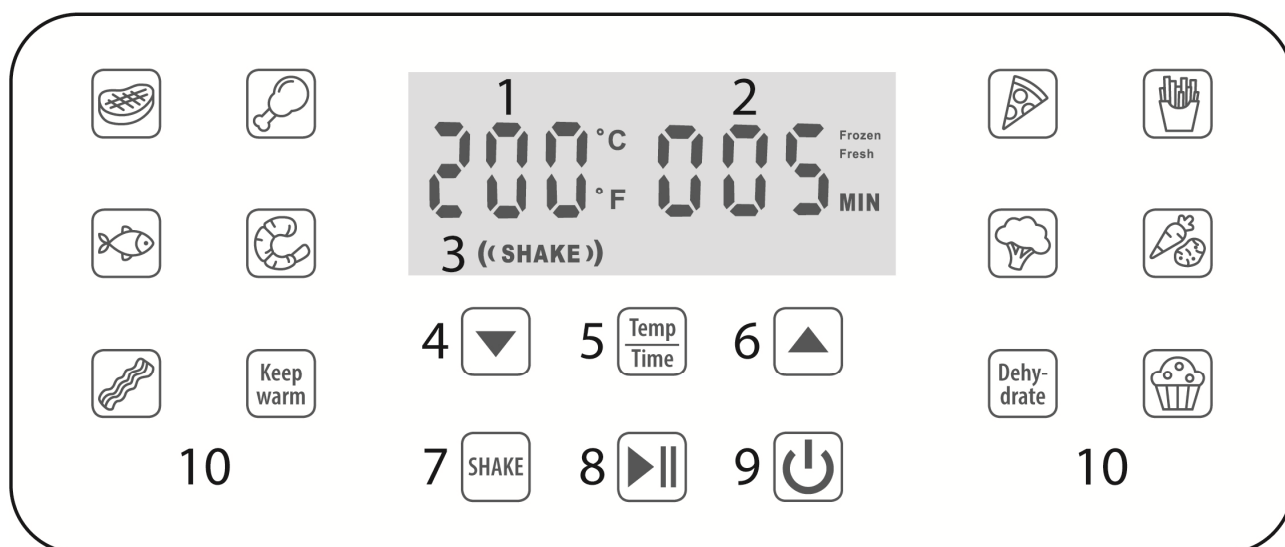 1
2
200
°C
°F
005
Frozen
Fresh
MIN
3 ((SHAKE))
4
5 Temp
Time
6
Keep
warm
Dehy-
drate
7 SHAKE
8
9
10
10